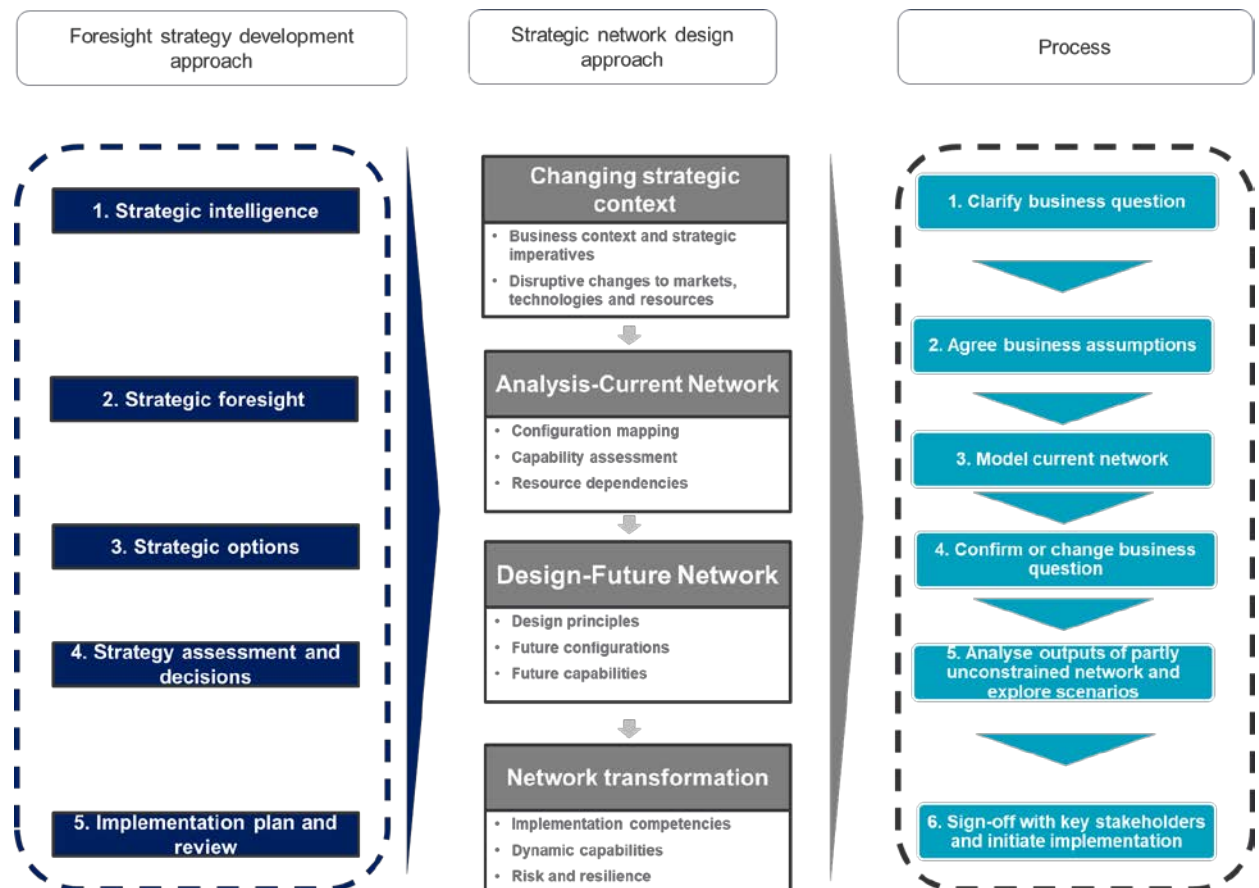 Foresight strategy development
approach
Strategic network design
approach
Process
1. Strategic intelligence
2. Strategic foresight
3. Strategic options
4. Strategy assessment and
decisions
5. Implementation plan and
review
Changing strategic
context
• Business context and strategic
imperatives
• Disruptive changes to markets,
technologies and resources
Analysis-Current Network
• Configuration mapping
• Capability assessment
• Resource dependencies
Design-Future Network
• Design principles
• Future configurations
• Future capabilities
Network transformation
• Implementation competencies
• Dynamic capabilities
• Risk and resilience
1. Clarify business question
2. Agree business assumptions
3. Model current network
4. Confirm or change business
question
5. Analyse outputs of partly
unconstrained network and
explore scenarios
6. Sign-off with key stakeholders
and initiate implementation